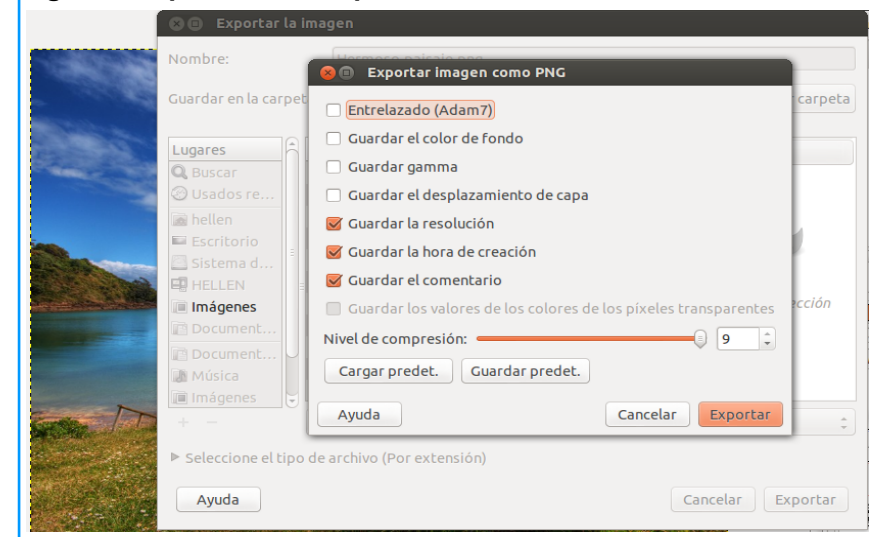 Exportar la imagen
Nombre:
Exportar imagen como PNG
Guardar en la carpet
carpeta
Entrelazado (Adam7)
Guardar el color de fondo
Guardar gamma
Guardar el desplazamiento de capa
Guardar la resolución
Guardar la hora de creación
Guardar el comentario
Guardar los valores de los colores de los píxeles transparentes
Nivel de compresión: 9
Cargar predet. Guardar predet.
Ayuda Cancelar Exportar
Lugares
Buscar
Usados re...
hellen
Escritorio
Sistema d...
HELLEN
Imágenes
Document...
Document...
Música
Imágenes
+ −
ección
Seleccione el tipo de archivo (Por extensión)
Ayuda Cancelar Exportar